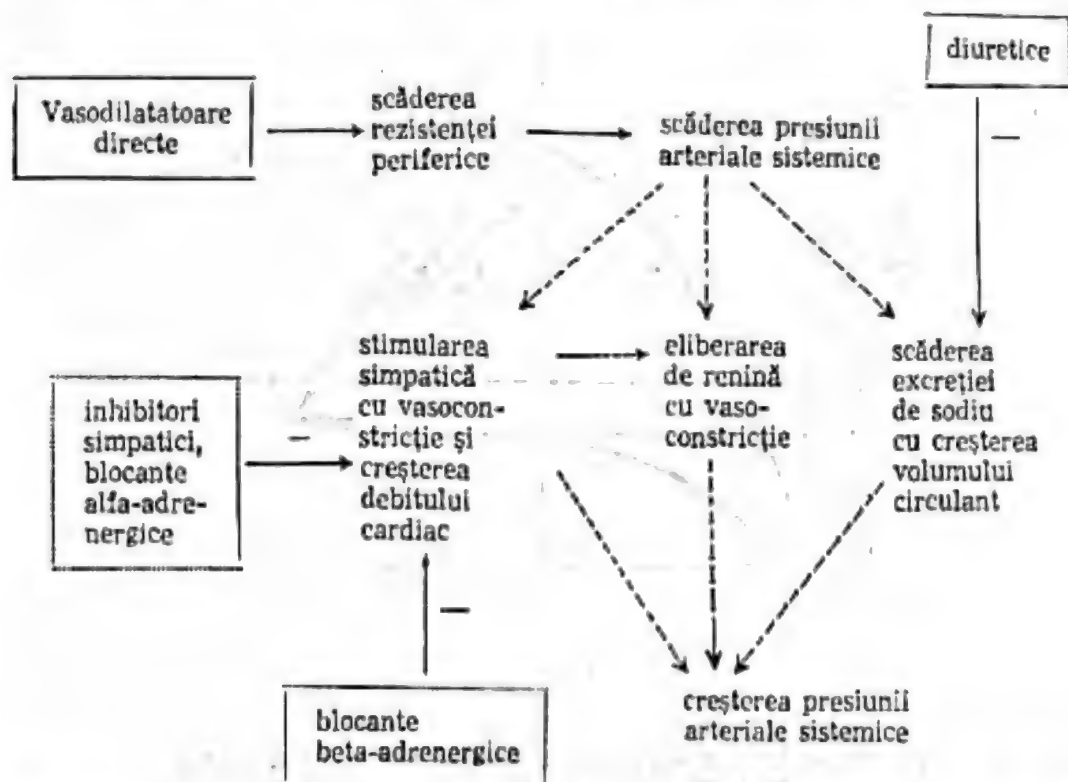 diuretice
Vasodilatatoare
directe
scăderea
rezistenței
periferice
scăderea presiunii
arteriale sistemice
—
inhibitori
simpatici,
blocante
alfa-adre-
nergice
—
stimularea
simpatică
cu vasocon-
stricție și
creșterea
debitului
cardiac
eliberarea
de renină
cu vaso-
constricție
scăderea
excreției
de sodiu
cu creșterea
volumului
circulant
—
blocante
beta-adrenergice
creșterea presiunii
arteriale sistemice